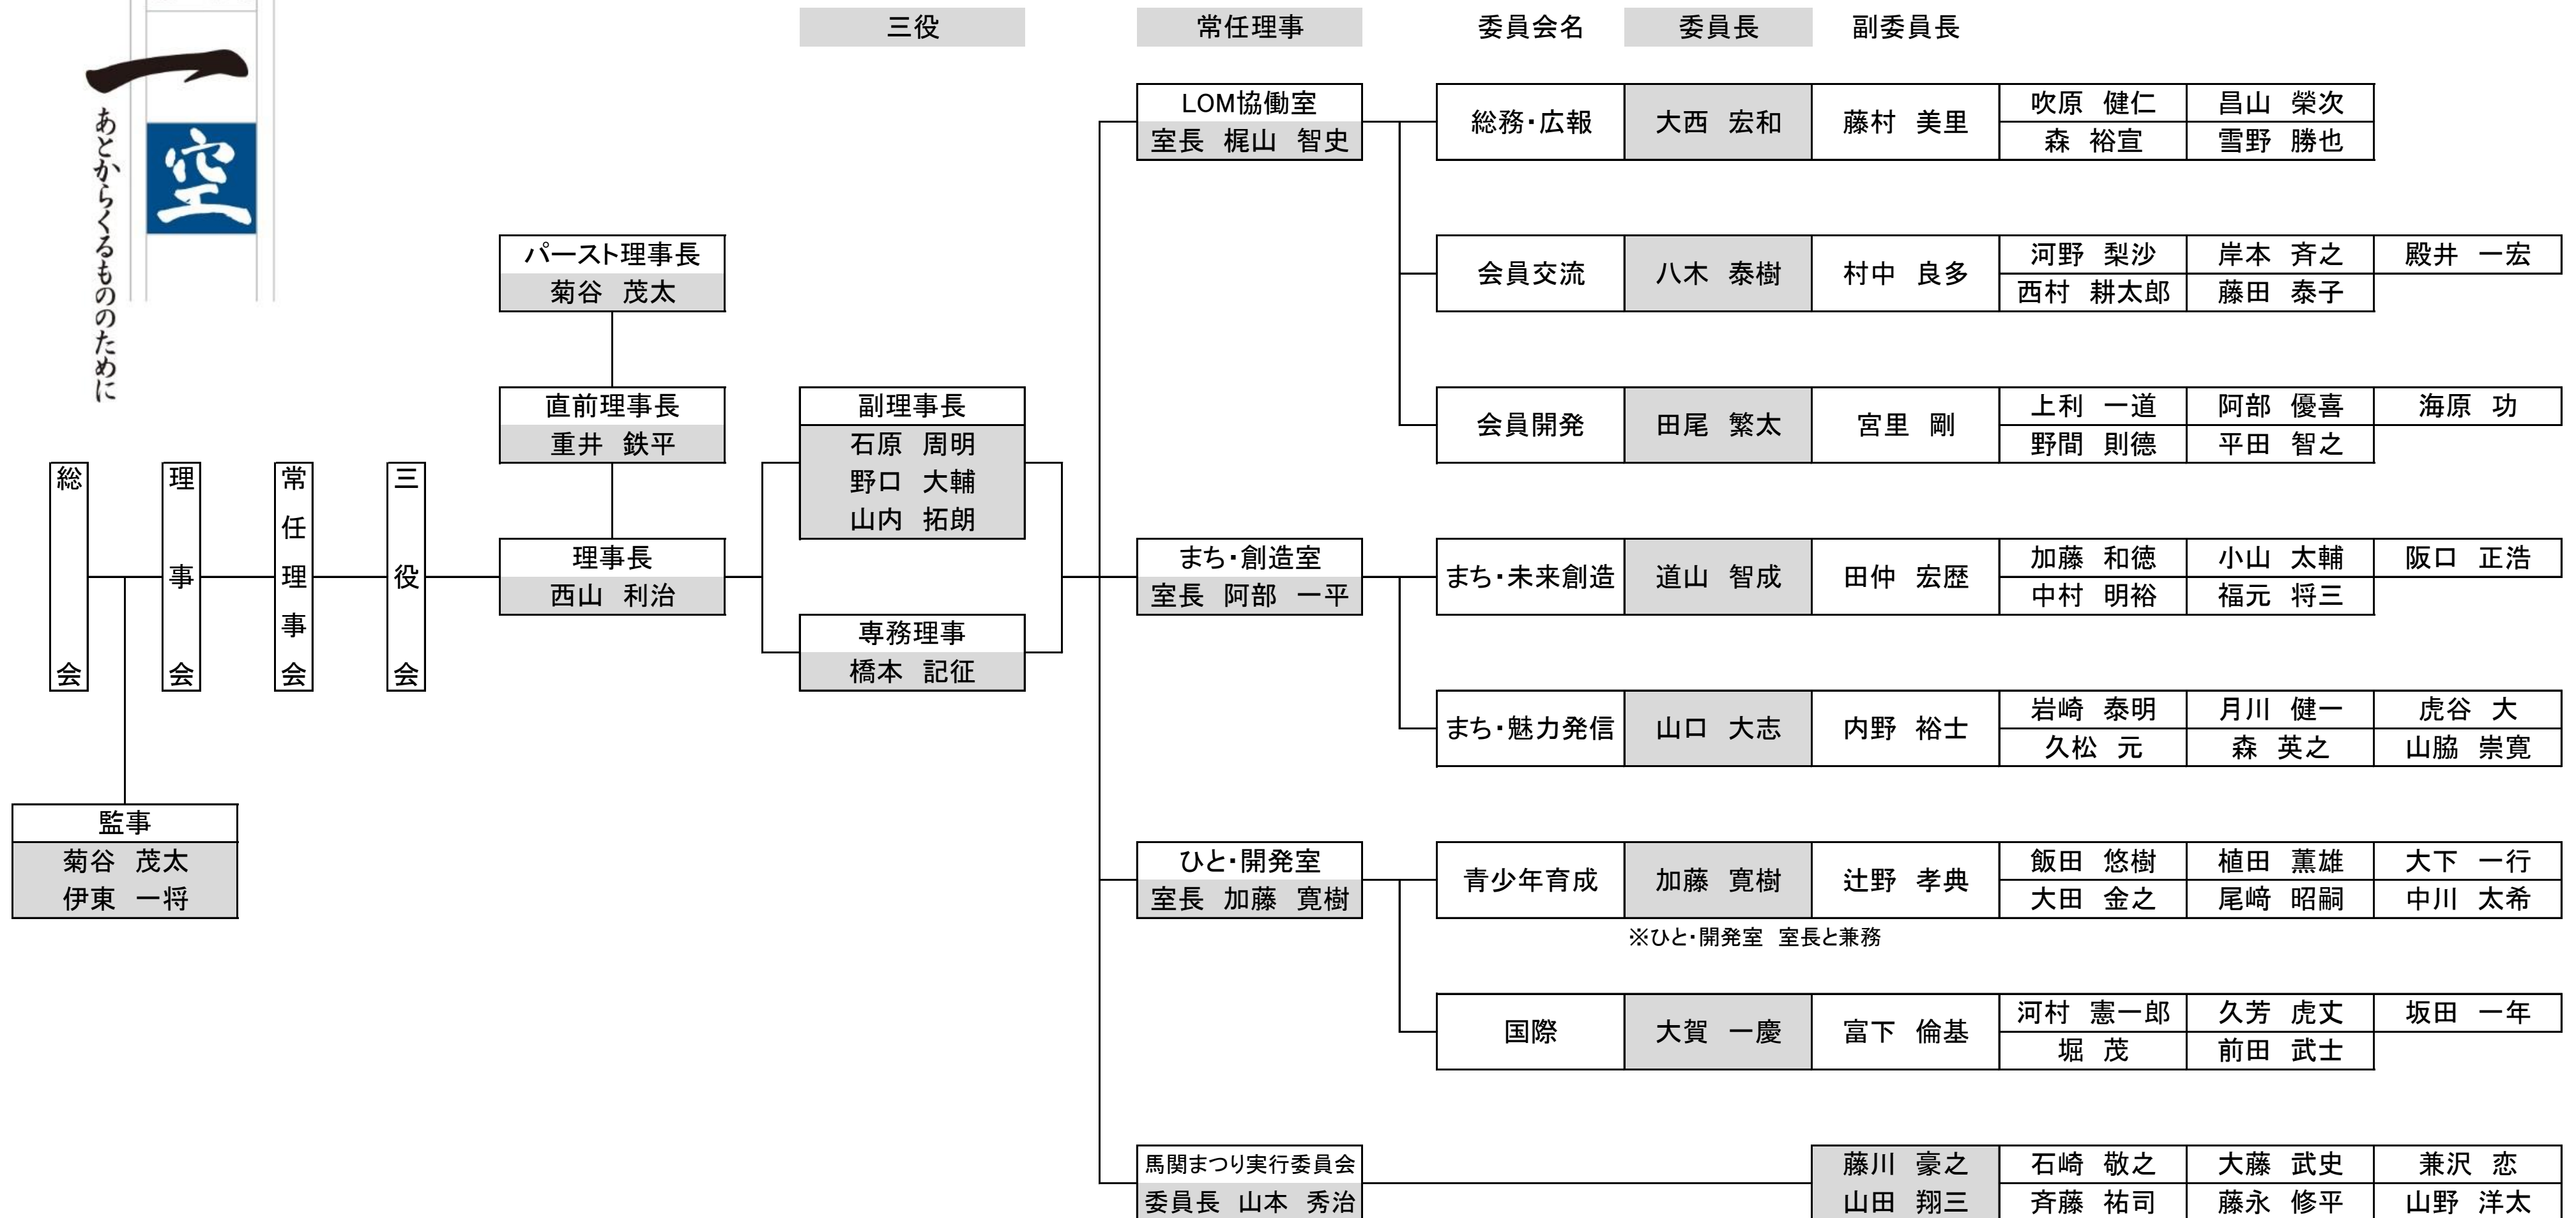 一
空
あとからくるもののために
三役
常任理事
委員会名
委員長
副委員長
LOM協働室
室長 梶山 智史
総務・広報
大西 宏和
藤村 美里
吹原 健仁
昌山 榮次
森 裕宣
雪野 勝也
パースト理事長
菊谷 茂太
会員交流
八木 泰樹
村中 良多
河野 梨沙
岸本 斉之
殿井 一宏
西村 耕太郎
藤田 泰子
直前理事長
重井 鉄平
副理事長
石原 周明
野口 大輔
山内 拓朗
会員開発
田尾 繁太
宮里 剛
上利 一道
阿部 優喜
海原 功
野間 則德
平田 智之
総会
理事会
常任理事会
三役会
理事長
西山 利治
専務理事
橋本 記征
まち・創造室
室長 阿部 一平
まち・未来創造
道山 智成
田仲 宏歴
加藤 和徳
小山 太輔
阪口 正浩
中村 明裕
福元 将三
まち・魅力発信
山口 大志
内野 裕士
岩崎 泰明
月川 健一
虎谷 大
久松 元
森 英之
山脇 崇寛
監事
菊谷 茂太
伊東 一将
ひと・開発室
室長 加藤 寛樹
青少年育成
加藤 寛樹
辻野 孝典
飯田 悠樹
植田 薫雄
大下 一行
大田 金之
尾﨑 昭嗣
中川 太希
※ひと・開発室 室長と兼務
国際
大賀 一慶
富下 倫基
河村 憲一郎
久芳 虎丈
坂田 一年
堀 茂
前田 武士
馬関まつり実行委員会
委員長 山本 秀治
藤川 豪之
石崎 敬之
大藤 武史
兼沢 恋
山田 翔三
斉藤 祐司
藤永 修平
山野 洋太